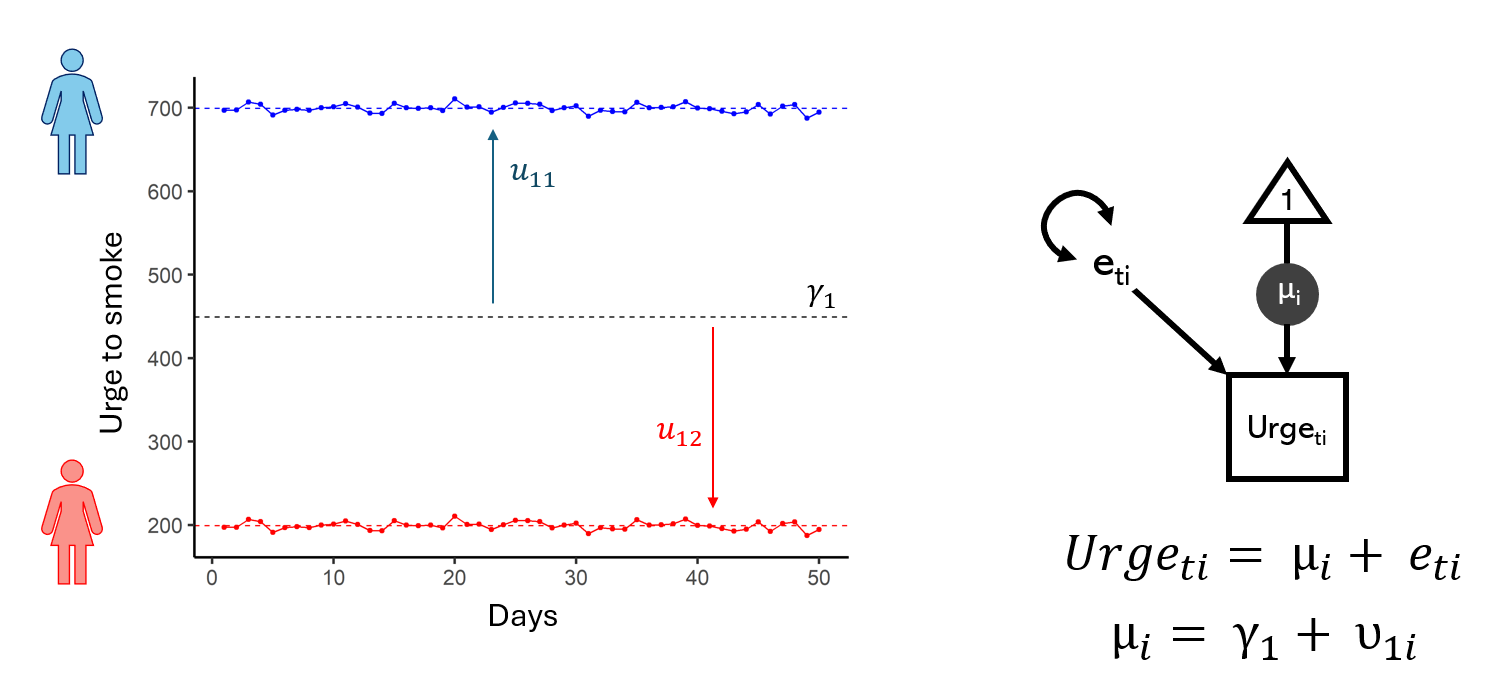 Urge to smoke
700
600
500
400
300
200
u₁₁
γ₁
u₁₂
0 10 20 30 40 50
Days
1
μᵢ
eₜᵢ
Urgeₜᵢ
Urgeₜᵢ = μᵢ + eₜᵢ
μᵢ = γ₁ + υ₁ᵢ